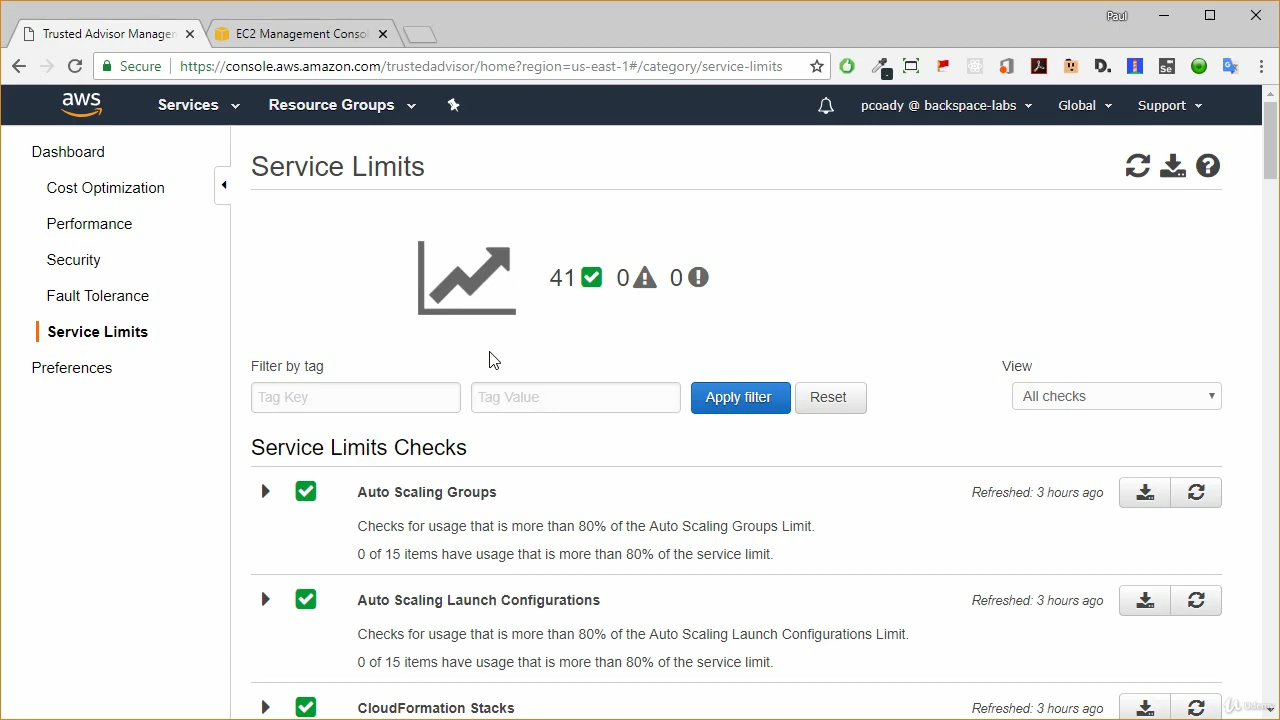 Paul
Trusted Advisor Manager
EC2 Management Consol
Secure
https://console.aws.amazon.com/trustedadvisor/home?region=us-east-1#/category/service-limits
aws
Services
Resource Groups
pcoady @ backspace-labs
Global
Support
Dashboard
Cost Optimization
Performance
Security
Fault Tolerance
Service Limits
Preferences
Service Limits
41
0
0
Filter by tag
View
Tag Key
Tag Value
Apply filter
Reset
All checks
Service Limits Checks
Auto Scaling Groups
Refreshed: 3 hours ago
Checks for usage that is more than 80% of the Auto Scaling Groups Limit.
0 of 15 items have usage that is more than 80% of the service limit.
Auto Scaling Launch Configurations
Refreshed: 3 hours ago
Checks for usage that is more than 80% of the Auto Scaling Launch Configurations Limit.
0 of 15 items have usage that is more than 80% of the service limit.
CloudFormation Stacks
Refreshed: 3 hours ago
Udemy